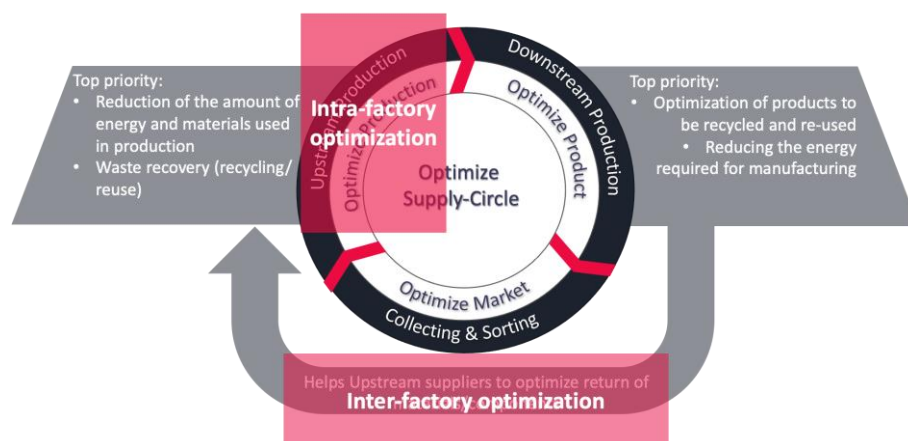 Top priority:
• Reduction of the amount of
energy and materials used
in production
• Waste recovery (recycling/
reuse)
Upstream Production
Optimize Production
Intra-factory
optimization
Downstream Production
Optimize Product
Optimize
Supply-Circle
Optimize Market
Collecting & Sorting
Top priority:
• Optimization of products to
be recycled and re-used
• Reducing the energy
required for manufacturing
Helps Upstream suppliers to optimize return of
Inter-factory optimization